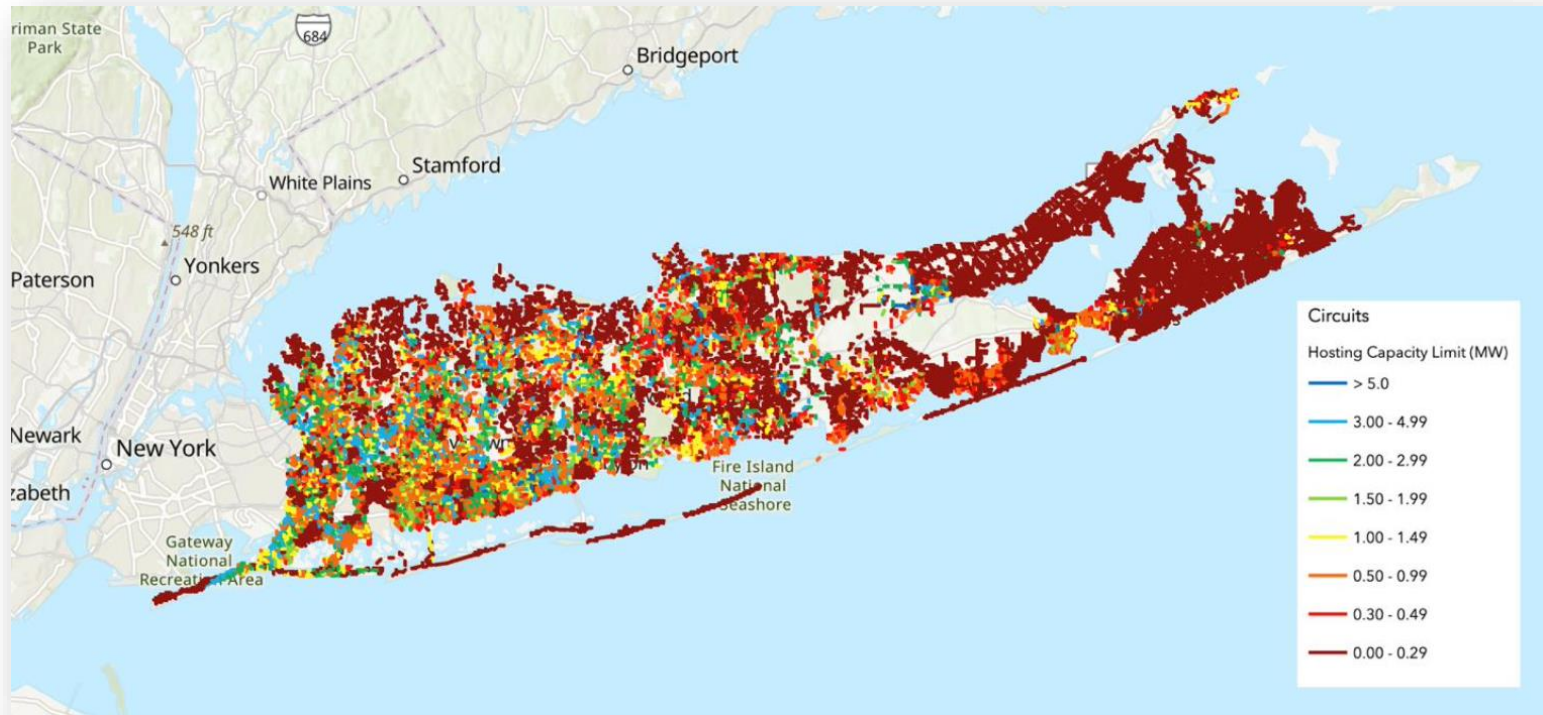 riman State
Park
684
Bridgeport
Stamford
White Plains
548 ft
Yonkers
Paterson
Newark
New York
zabeth
Fire Island
National
Seashore
Gateway
National
Recreation Area
Circuits
Hosting Capacity Limit (MW)
> 5.0
3.00 - 4.99
2.00 - 2.99
1.50 - 1.99
1.00 - 1.49
0.50 - 0.99
0.30 - 0.49
0.00 - 0.29